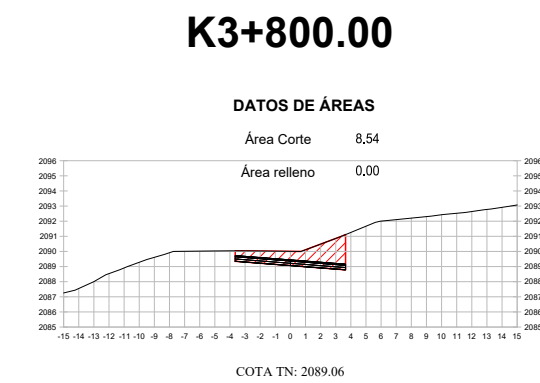 K3+800.00
DATOS DE ÁREAS
Área Corte 8.54
Área relleno 0.00
2096 2096
2095 2095
2094 2094
2093 2093
2092 2092
2091 2091
2090 2090
2089 2089
2088 2088
2087 2087
2086 2086
2085 2085
-15 -14 -13 -12 -11 -10 -9 -8 -7 -6 -5 -4 -3 -2 -1 0 1 2 3 4 5 6 7 8 9 10 11 12 13 14 15
COTA TN: 2089.06